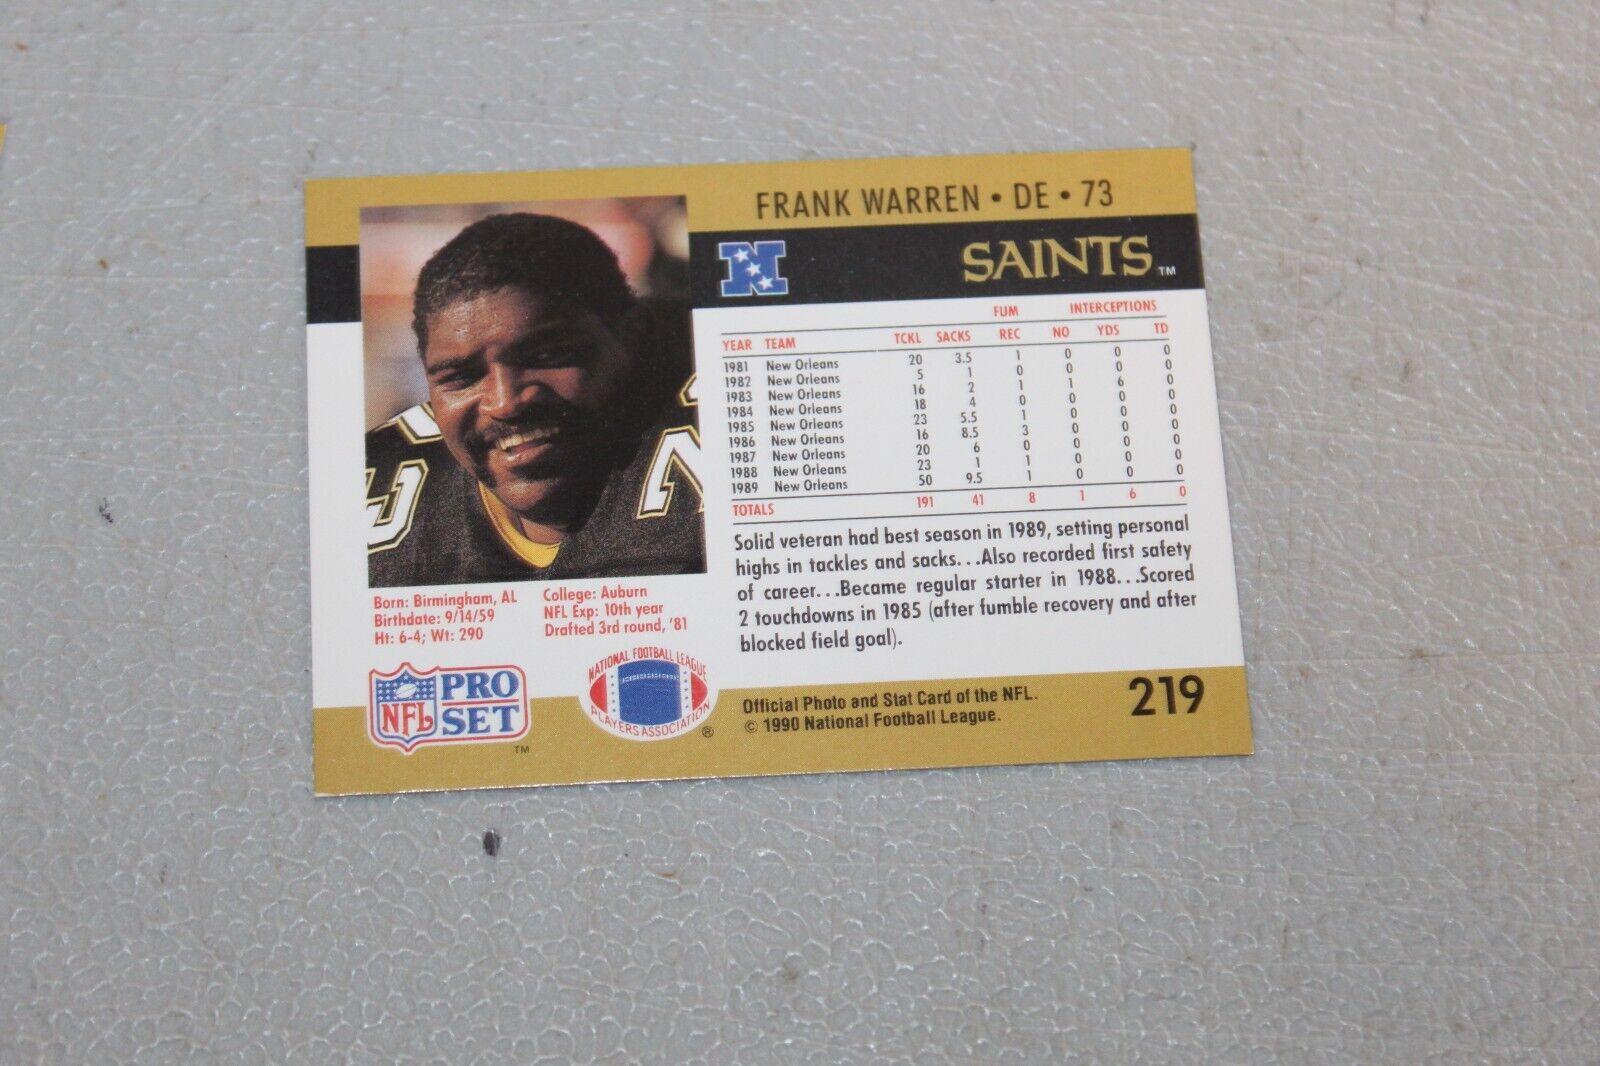 FRANK WARREN • DE • 73
N
SAINTS™
FUM INTERCEPTIONS
YEAR TEAM TCKL SACKS REC NO YDS TD
1981 New Orleans 20 3.5 1 0 0 0
1982 New Orleans 5 1 0 0 0 0
1983 New Orleans 16 2 1 1 6 0
1984 New Orleans 18 4 0 0 0 0
1985 New Orleans 23 5.5 1 0 0 0
1986 New Orleans 16 8.5 3 0 0 0
1987 New Orleans 20 6 0 0 0 0
1988 New Orleans 23 1 1 0 0 0
1989 New Orleans 50 9.5 1 0 0 0
TOTALS 191 41 8 1 6 0
Solid veteran had best season in 1989, setting personal
highs in tackles and sacks...Also recorded first safety
of career...Became regular starter in 1988...Scored
2 touchdowns in 1985 (after fumble recovery and after
blocked field goal).
Born: Birmingham, AL
Birthdate: 9/14/59
Ht: 6-4; Wt: 290
College: Auburn
NFL Exp: 10th year
Drafted 3rd round, '81
NFL PRO SET™
NATIONAL FOOTBALL LEAGUE
PLAYERS ASSOCIATION®
Official Photo and Stat Card of the NFL.
© 1990 National Football League.
219